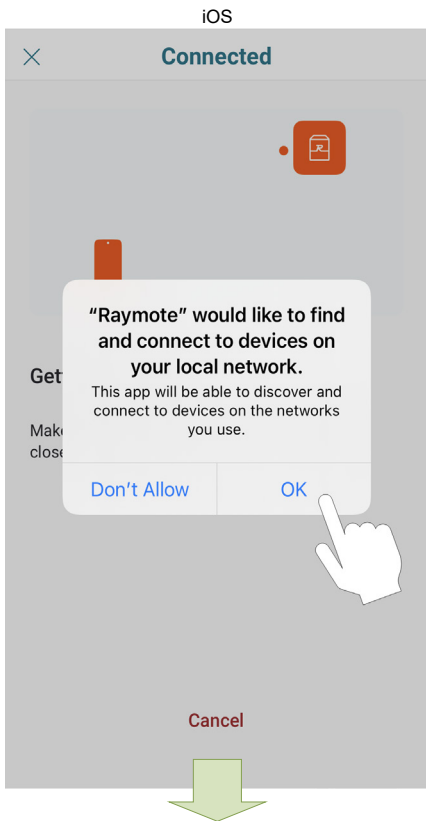 iOS
Connected
R
“Raymote” would like to find
and connect to devices on
your local network.
This app will be able to discover and
connect to devices on the networks
you use.
Get
Make
close
Don’t Allow
OK
Cancel